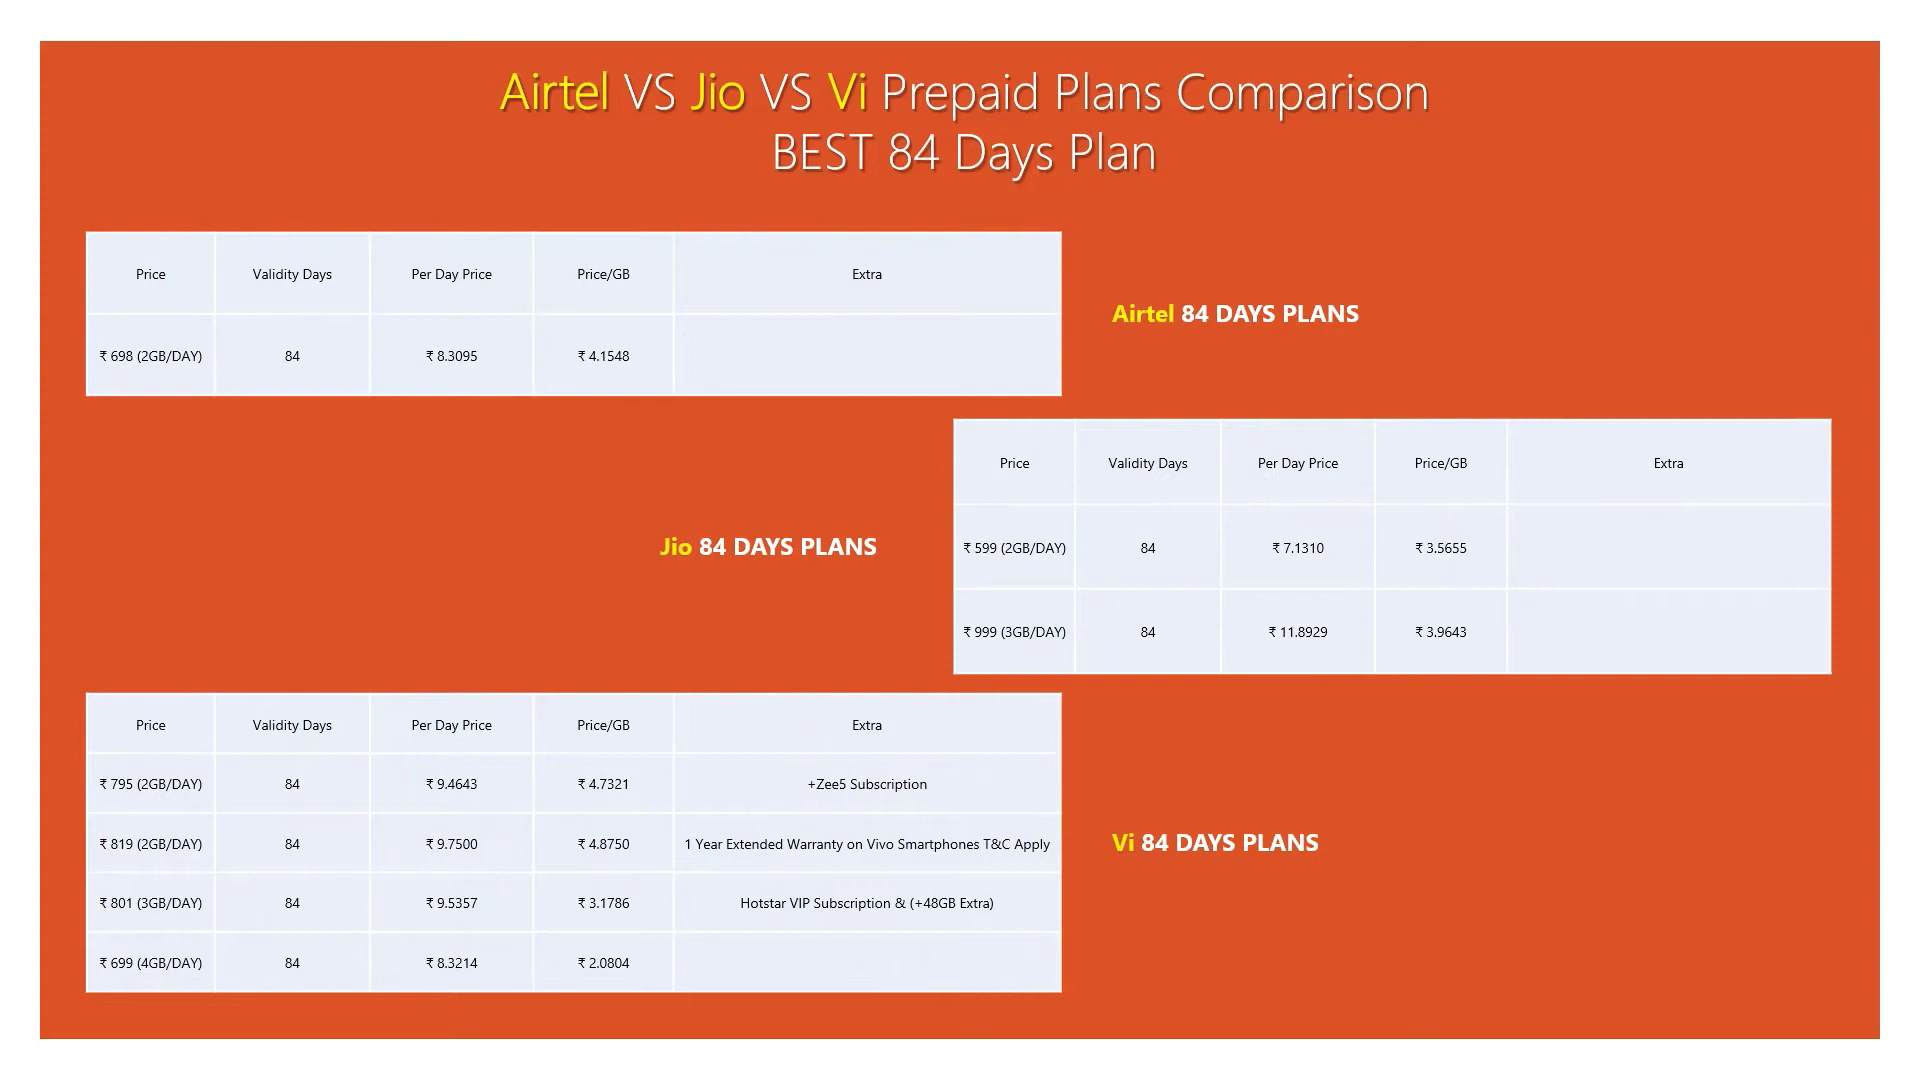 Airtel VS Jio VS Vi Prepaid Plans Comparison
BEST 84 Days Plan
Price Validity Days Per Day Price Price/GB Extra
₹ 698 (2GB/DAY) 84 ₹ 8.3095 ₹ 4.1548
Airtel 84 DAYS PLANS
Jio 84 DAYS PLANS
Price Validity Days Per Day Price Price/GB Extra
₹ 599 (2GB/DAY) 84 ₹ 7.1310 ₹ 3.5655
₹ 999 (3GB/DAY) 84 ₹ 11.8929 ₹ 3.9643
Price Validity Days Per Day Price Price/GB Extra
₹ 795 (2GB/DAY) 84 ₹ 9.4643 ₹ 4.7321 +Zee5 Subscription
₹ 819 (2GB/DAY) 84 ₹ 9.7500 ₹ 4.8750 1 Year Extended Warranty on Vivo Smartphones T&C Apply
₹ 801 (3GB/DAY) 84 ₹ 9.5357 ₹ 3.1786 Hotstar VIP Subscription & (+48GB Extra)
₹ 699 (4GB/DAY) 84 ₹ 8.3214 ₹ 2.0804
Vi 84 DAYS PLANS